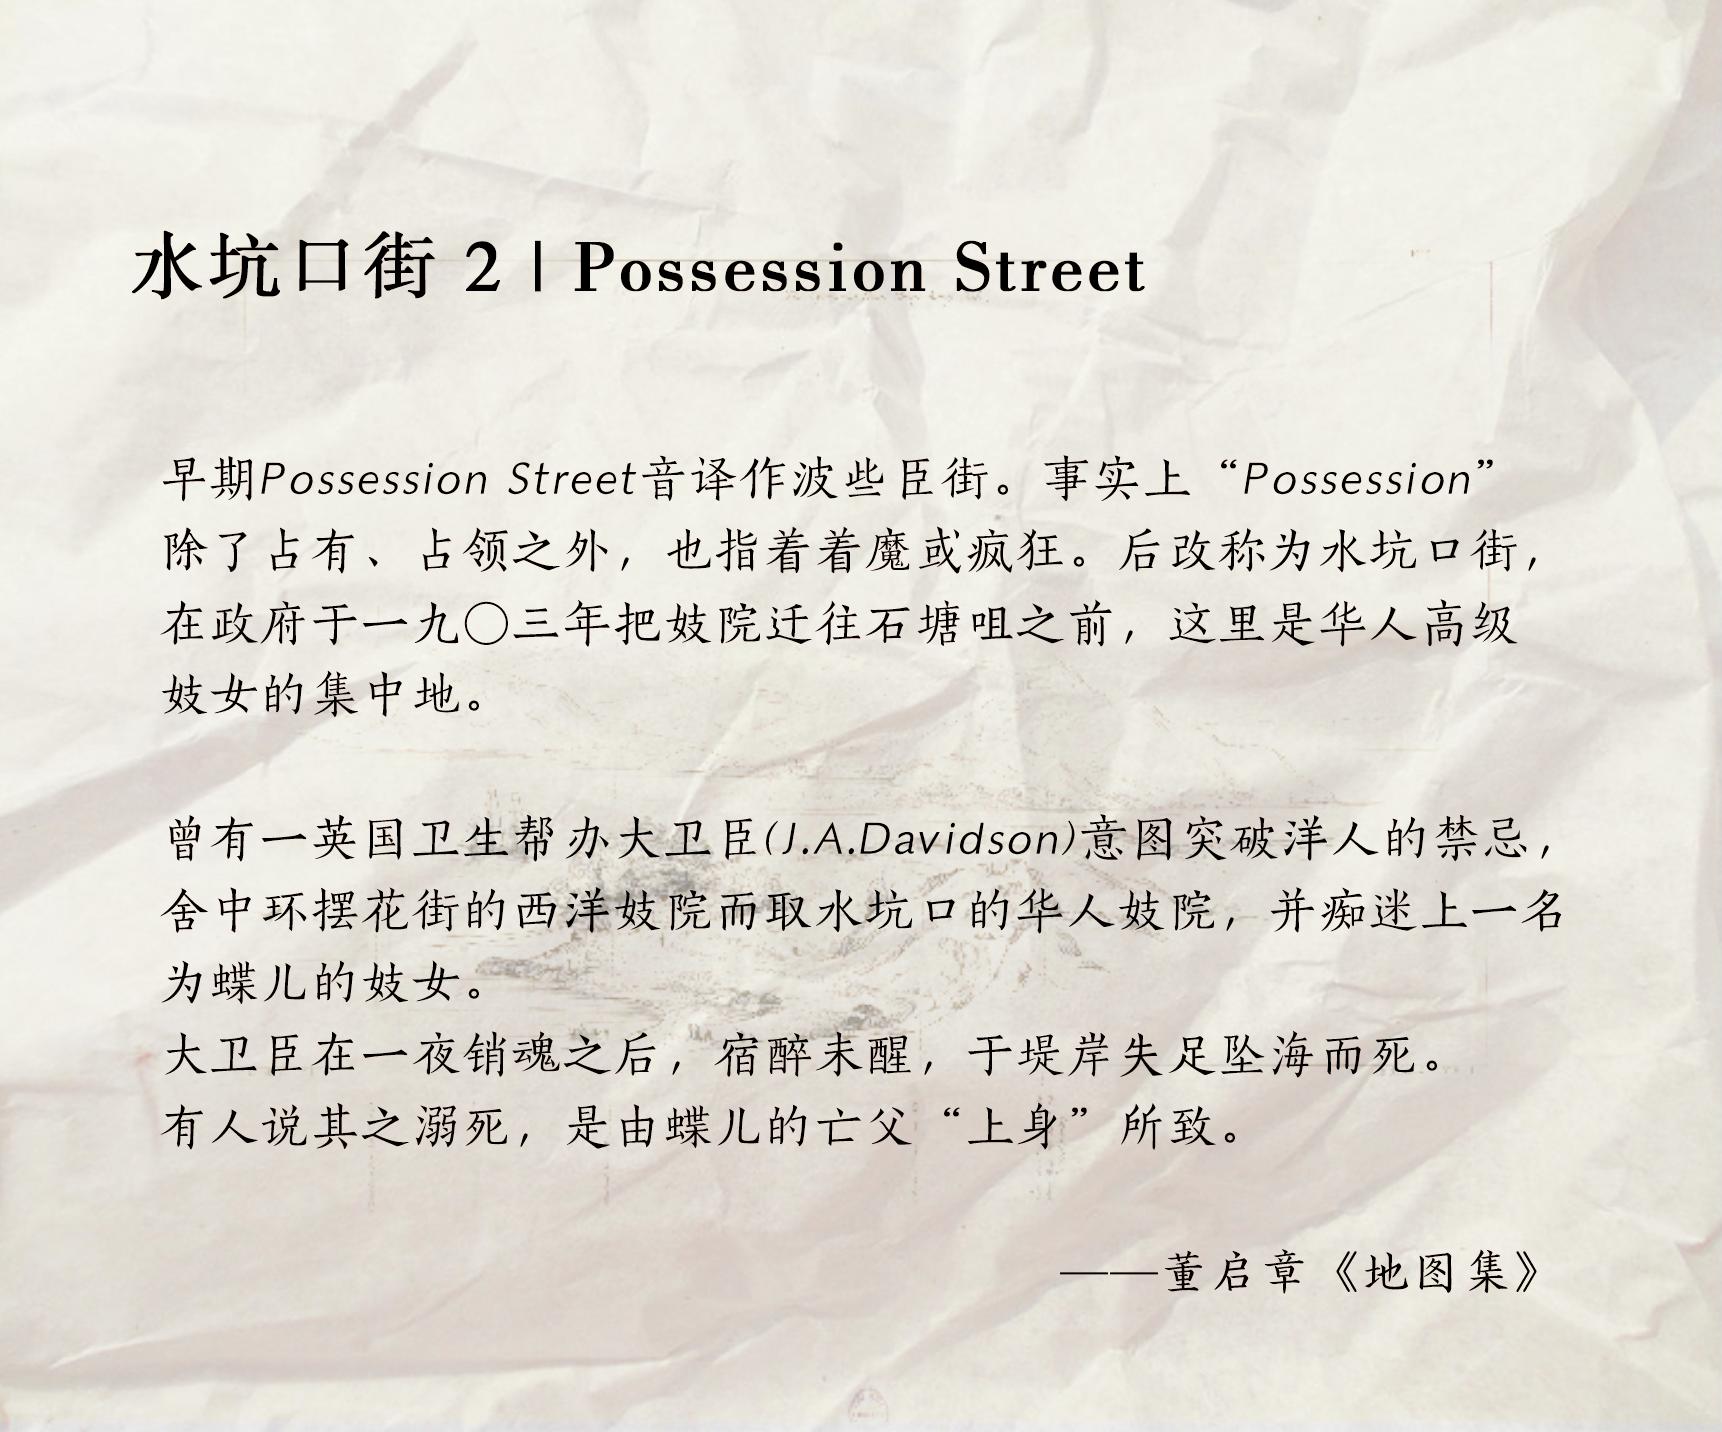 水坑口街 2 | Possession Street
早期Possession Street音译作波些臣街。事实上“Possession”
除了占有、占领之外，也指着着魔或疯狂。后改称为水坑口街，
在政府于一九〇三年把妓院迁往石塘咀之前，这里是华人高级
妓女的集中地。
曾有一英国卫生帮办大卫臣(J.A.Davidson)意图突破洋人的禁忌，
舍中环摆花街的西洋妓院而取水坑口的华人妓院，并痴迷上一名
为蝶儿的妓女。
大卫臣在一夜销魂之后，宿醉未醒，于堤岸失足坠海而死。
有人说其之溺死，是由蝶儿的亡父“上身”所致。
——董启章《地图集》